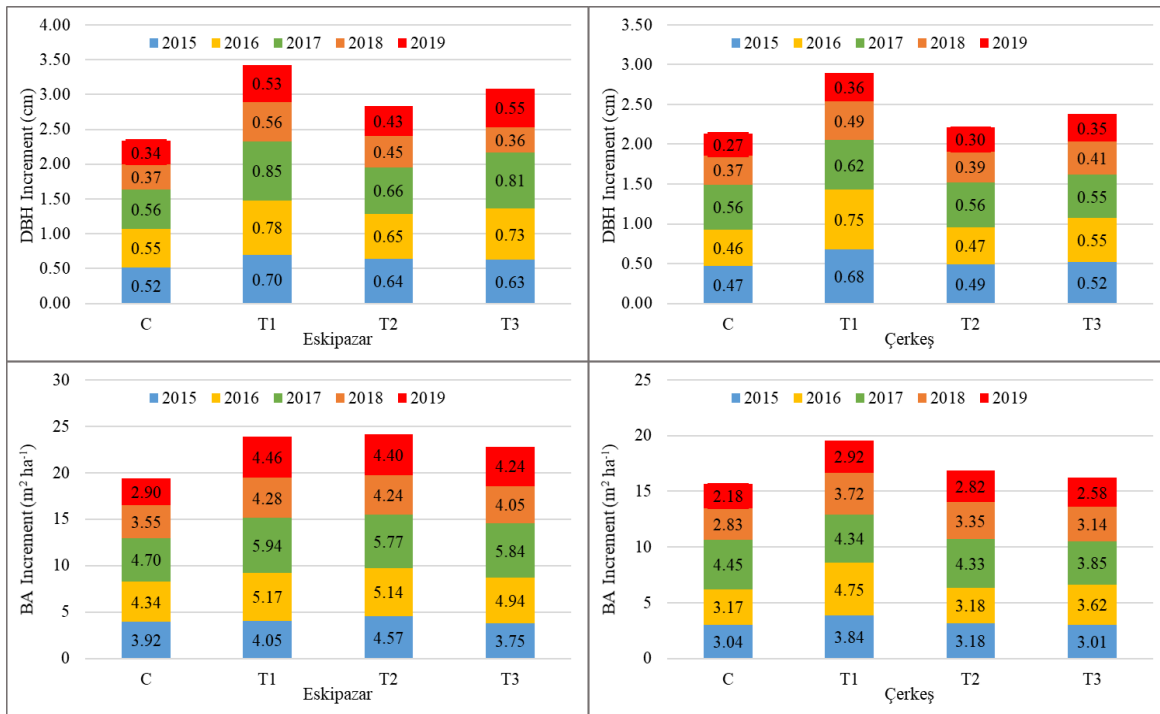 4.00
3.50
3.00
2.50
2.00
1.50
1.00
0.50
0.00
DBH Increment (cm)
2015 2016 2017 2018 2019
0.34 0.53 0.43 0.55
0.37 0.56 0.45 0.36
0.56 0.85 0.66 0.81
0.55 0.78 0.65 0.73
0.52 0.70 0.64 0.63
C T1 T2 T3
Eskipazar
3.50
3.00
2.50
2.00
1.50
1.00
0.50
0.00
DBH Increment (cm)
2015 2016 2017 2018 2019
0.27 0.36 0.30 0.35
0.37 0.49 0.39 0.41
0.56 0.62 0.56 0.55
0.46 0.75 0.47 0.55
0.47 0.68 0.49 0.52
C T1 T2 T3
Çerkeş
30
25
20
15
10
5
0
BA Increment (m² ha⁻¹)
2015 2016 2017 2018 2019
2.90 4.46 4.40 4.24
3.55 4.28 4.24 4.05
4.70 5.94 5.77 5.84
4.34 5.17 5.14 4.94
3.92 4.05 4.57 3.75
C T1 T2 T3
Eskipazar
25
20
15
10
5
0
BA Increment (m² ha⁻¹)
2015 2016 2017 2018 2019
2.18 2.92 2.82 2.58
2.83 3.72 3.35 3.14
4.45 4.34 4.33 3.85
3.17 4.75 3.18 3.62
3.04 3.84 3.18 3.01
C T1 T2 T3
Çerkeş